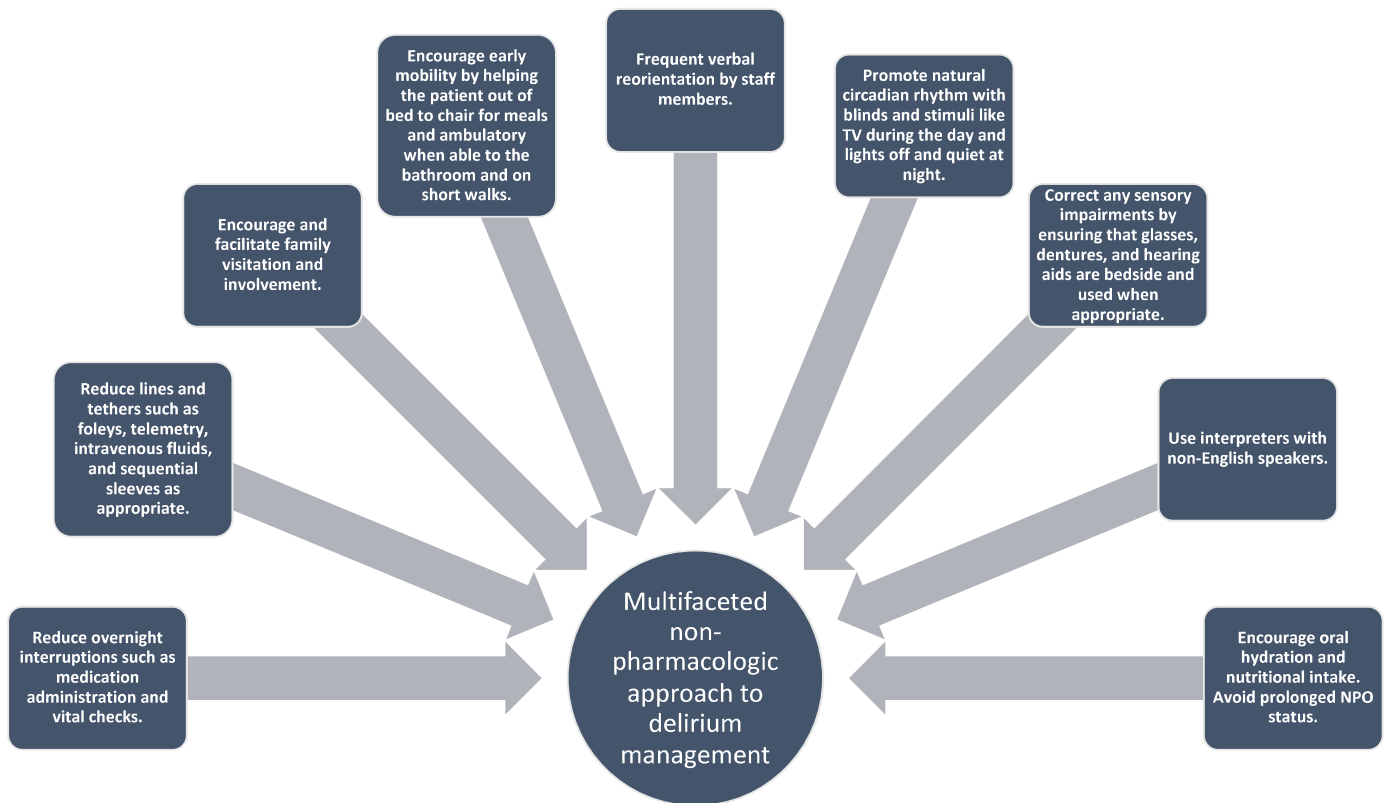 Reduce overnight
interruptions such as
medication
administration and
vital checks.
Reduce lines and
tethers such as
foleys, telemetry,
intravenous fluids,
and sequential
sleeves as
appropriate.
Encourage and
facilitate family
visitation and
involvement.
Encourage early
mobility by helping
the patient out of
bed to chair for meals
and ambulatory
when able to the
bathroom and on
short walks.
Frequent verbal
reorientation by staff
members.
Promote natural
circadian rhythm with
blinds and stimuli like
TV during the day and
lights off and quiet at
night.
Correct any sensory
impairments by
ensuring that glasses,
dentures, and hearing
aids are bedside and
used when
appropriate.
Use interpreters with
non-English speakers.
Encourage oral
hydration and
nutritional intake.
Avoid prolonged NPO
status.
Multifaceted
non-
pharmacologic
approach to
delirium
management